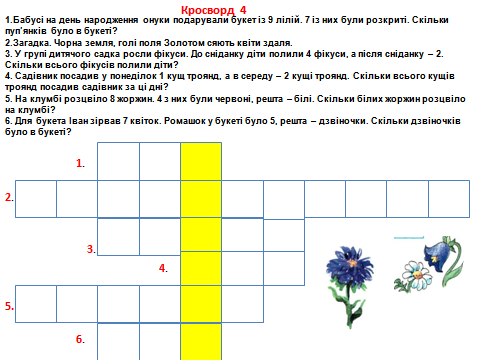 Кросворд 4
1.Бабусі на день народження онуки подарували букет із 9 лілій. 7 із них були розкриті. Скільки
пуп'янків було в букеті?
2.Загадка. Чорна земля, голі поля Золотом сяють квіти здаля.
3. У групі дитячого садка росли фікуси. До сніданку діти полили 4 фікуси, а після сніданку – 2.
Скільки всього фікусів полили діти?
4. Садівник посадив у понеділок 1 кущ троянд, а в середу – 2 кущі троянд. Скільки всього кущів
троянд посадив садівник за ці дні?
5. На клумбі розцвіло 8 жоржин. 4 з них були червоні, решта – білі. Скільки білих жоржин розцвіло
на клумбі?
6. Для букета Іван зірвав 7 квіток. Ромашок у букеті було 5, решта – дзвіночки. Скільки дзвіночків
було в букеті?
1.
2.
3.
4.
5.
6.